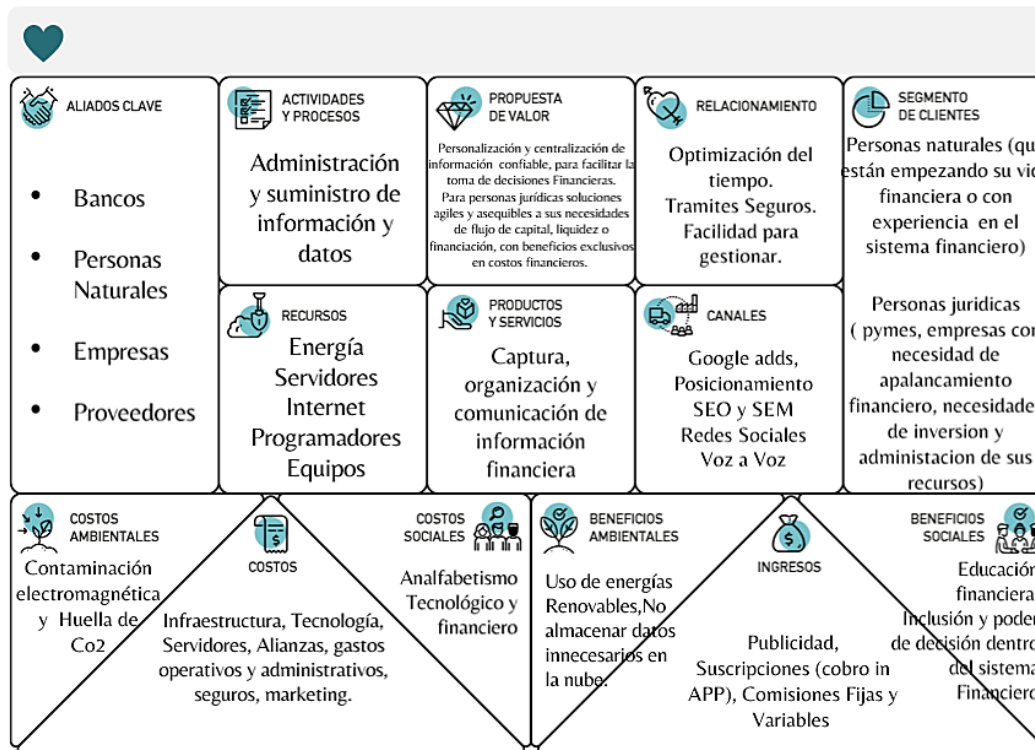 ALIADOS CLAVE
• Bancos
• Personas
Naturales
• Empresas
• Proveedores
ACTIVIDADES
Y PROCESOS
Administración
y suministro de
información y
datos
RECURSOS
Energía
Servidores
Internet
Programadores
Equipos
PROPUESTA
DE VALOR
Personalización y centralización de
información confiable, para facilitar la
toma de decisiones Financieras.
Para personas jurídicas soluciones
agiles y asequibles a sus necesidades
de flujo de capital, liquidez o
financiación, con beneficios exclusivos
en costos financieros.
PRODUCTOS
Y SERVICIOS
Captura,
organización y
comunicación de
información
financiera
RELACIONAMIENTO
Optimización del
tiempo.
Tramites Seguros.
Facilidad para
gestionar.
CANALES
Google adds,
Posicionamiento
SEO y SEM
Redes Sociales
Voz a Voz
SEGMENTO
DE CLIENTES
Personas naturales (qu
están empezando su vid
financiera o con
experiencia en el
sistema financiero)
Personas juridicas
( pymes, empresas con
necesidad de
apalancamiento
financiero, necesidade
de inversion y
administacion de sus
recursos)
COSTOS
AMBIENTALES
Contaminación
electromagnética
y Huella de
Co2
COSTOS
Infraestructura, Tecnología,
Servidores, Alianzas, gastos
operativos y administrativos,
seguros, marketing.
COSTOS
SOCIALES
Analfabetismo
Tecnológico y
financiero
BENEFICIOS
AMBIENTALES
Uso de energías
Renovables,No
almacenar datos
innecesarios en
la nube.
INGRESOS
Publicidad,
Suscripciones (cobro in
APP), Comisiones Fijas y
Variables
BENEFICIOS
SOCIALES
Educación
financiera
Inclusión y poder
de decisión dentro
del sistema
Financiero